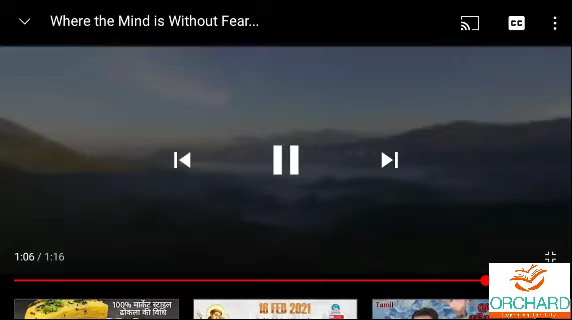 Where the Mind is Without Fear...
CC
1:06 / 1:16
100% मार्केट स्टाइल
ढोकला की विधि
16 FEB 2021
Tamil
ORCHARD